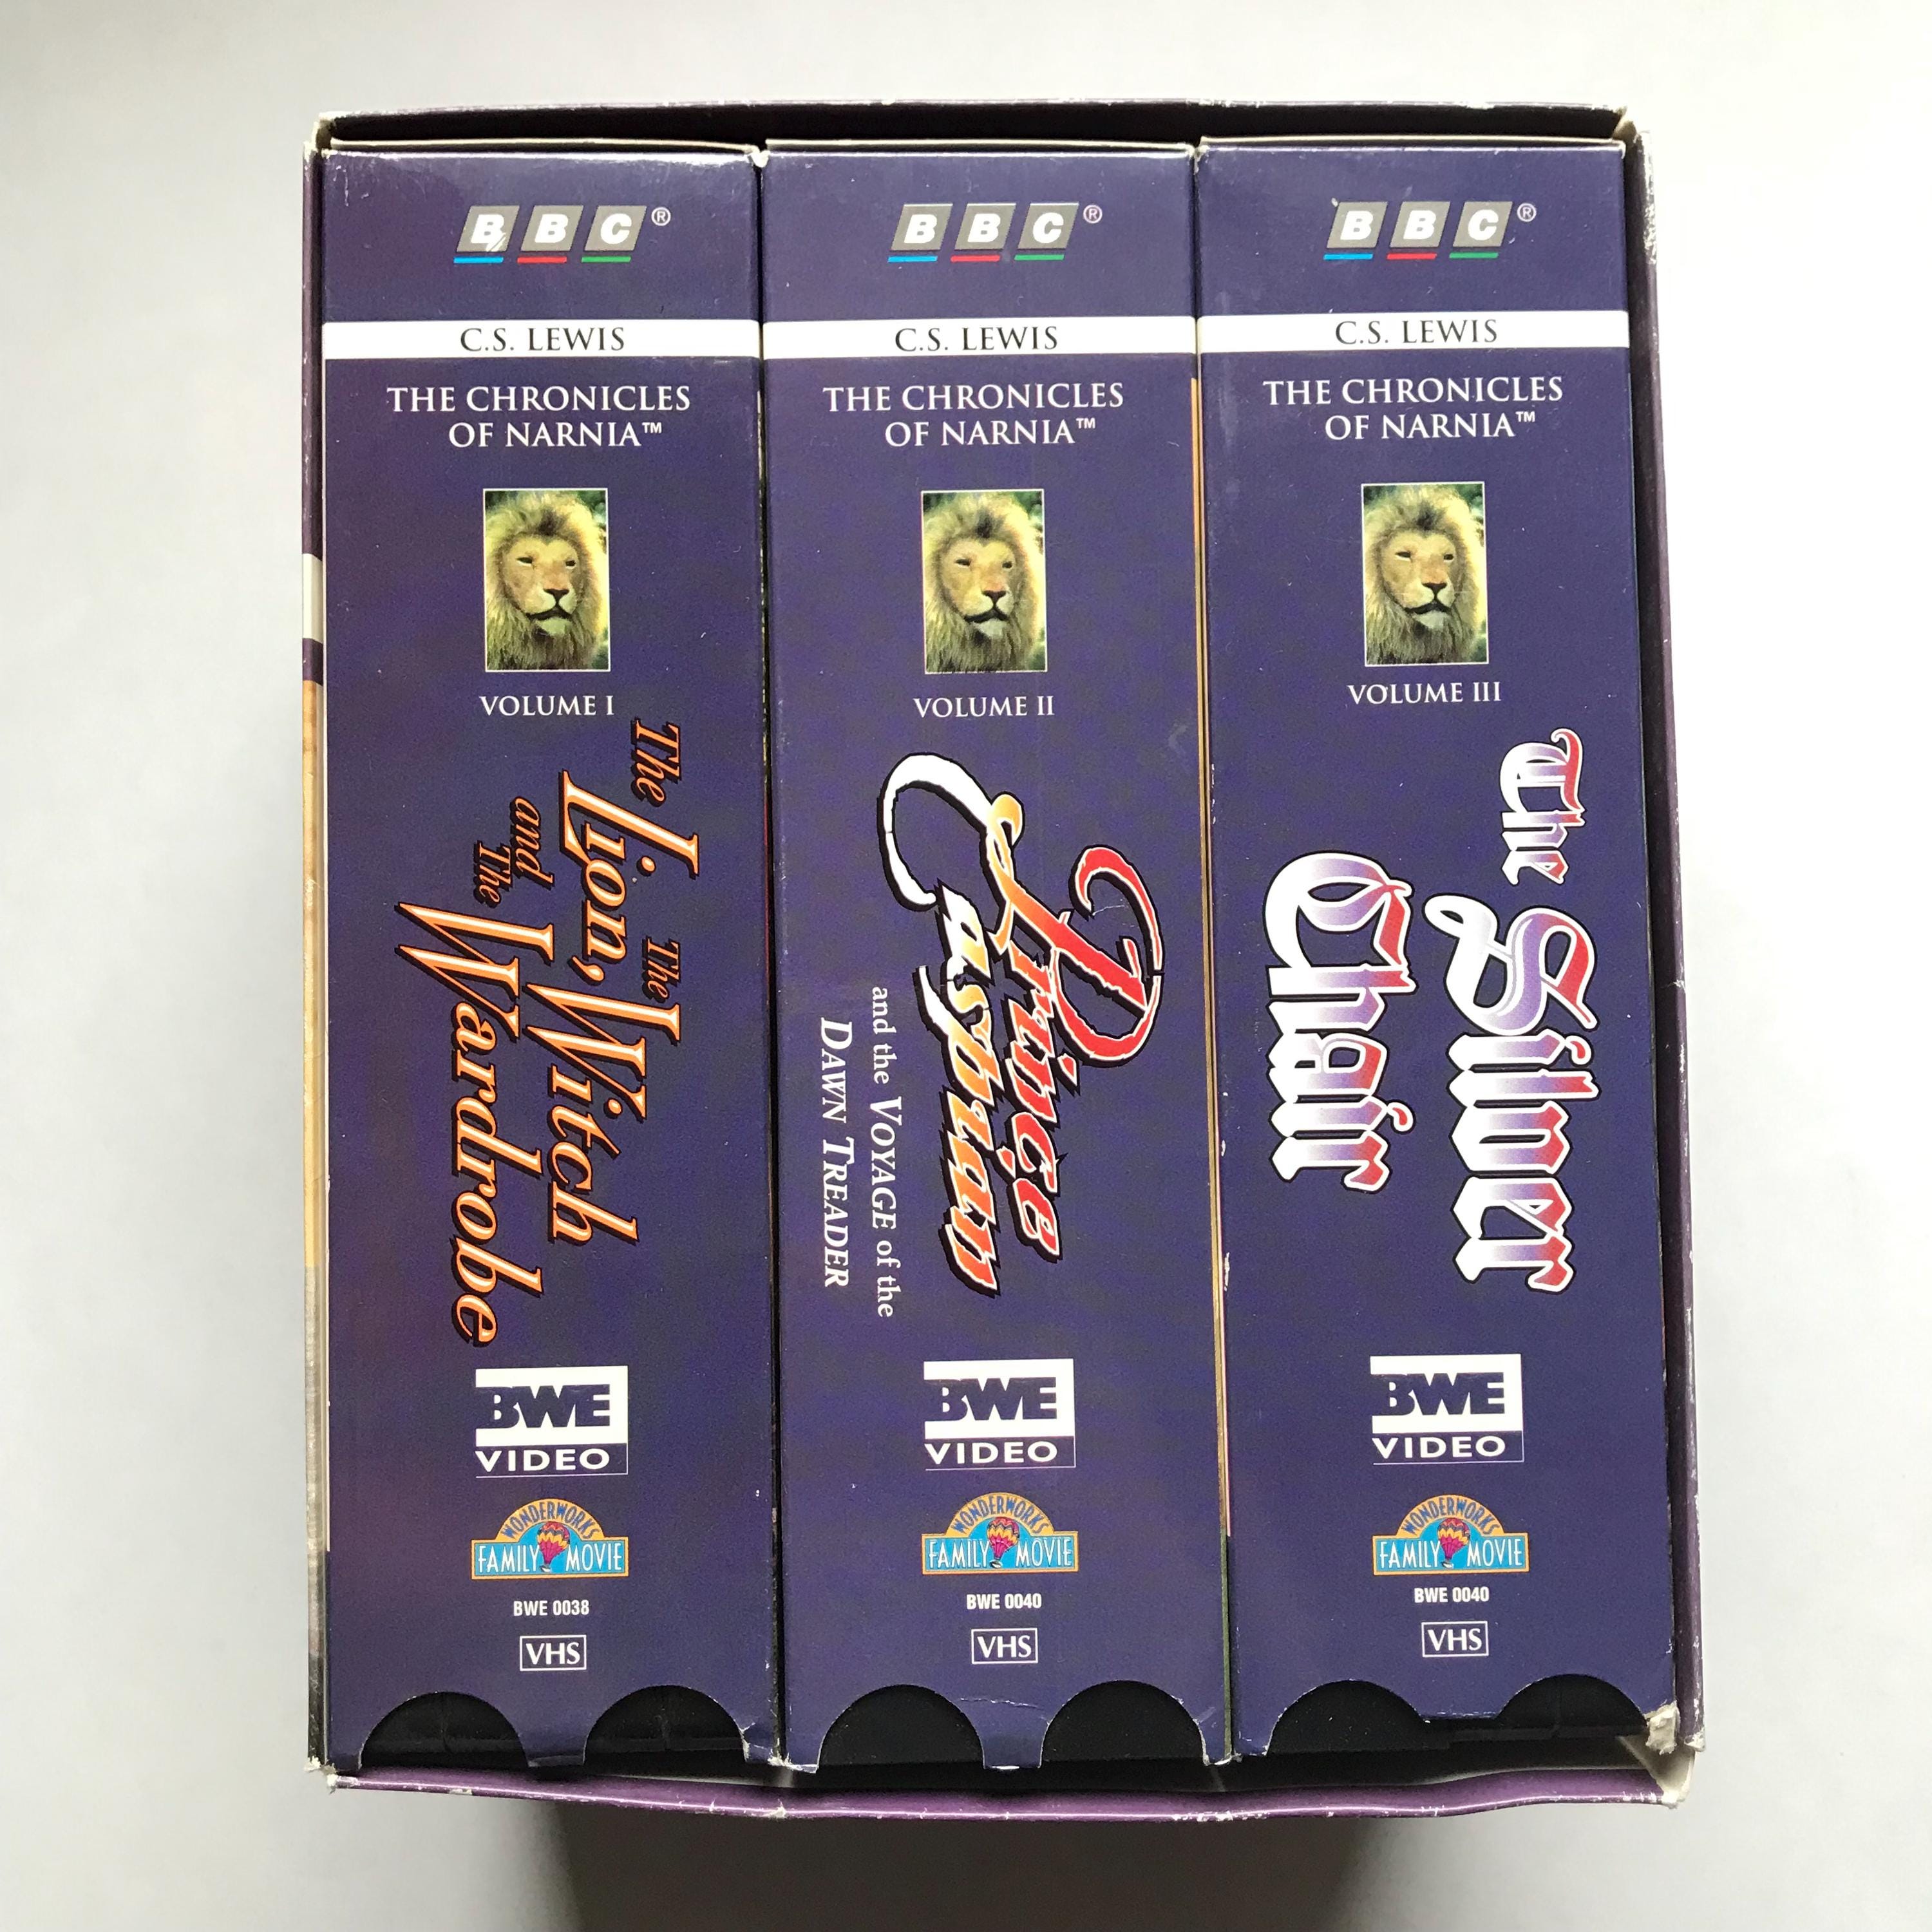 BBC®
C.S. LEWIS
THE CHRONICLES
OF NARNIA™
VOLUME I
The
Lion, The Witch
and The
Wardrobe
BWE
VIDEO
WONDERWORKS
FAMILY MOVIE
BWE 0038
VHS
BBC®
C.S. LEWIS
THE CHRONICLES
OF NARNIA™
VOLUME II
Prince
Caspian
and the VOYAGE of the
DAWN TREADER
BWE
VIDEO
WONDERWORKS
FAMILY MOVIE
BWE 0040
VHS
BBC®
C.S. LEWIS
THE CHRONICLES
OF NARNIA™
VOLUME III
The Silver
Chair
BWE
VIDEO
WONDERWORKS
FAMILY MOVIE
BWE 0040
VHS